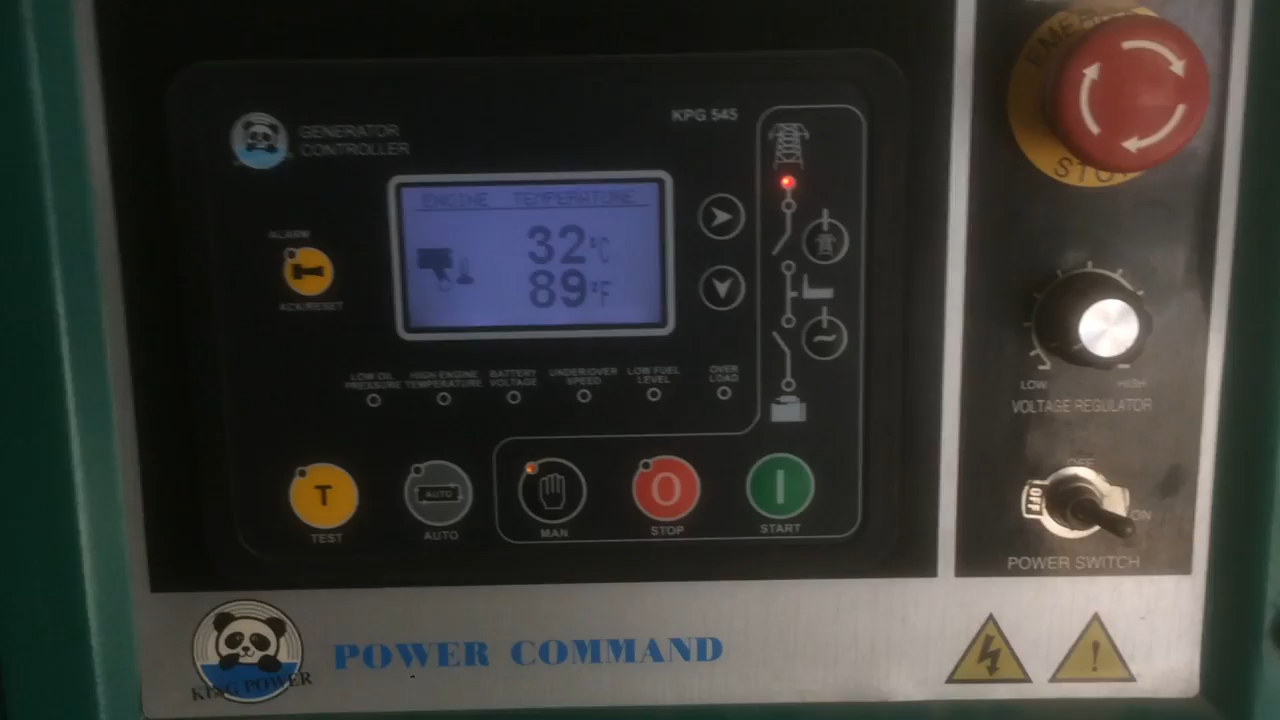 GENERATOR
CONTROLLER
KPG 545
EMERG
STOP
ENGINE TEMPERATURE
32°C
89°F
ALARM
ACK/RESET
LOW OIL
PRESSURE
HIGH ENGINE
TEMPERATURE
BATTERY
VOLTAGE
UNDER/OVER
SPEED
LOW FUEL
LEVEL
OVER
LOAD
LOW
HIGH
VOLTAGE REGULATOR
T
TEST
AUTO
AUTO
MAN
O
STOP
I
START
OFF
OFF
ON
POWER SWITCH
KING POWER
POWER COMMAND